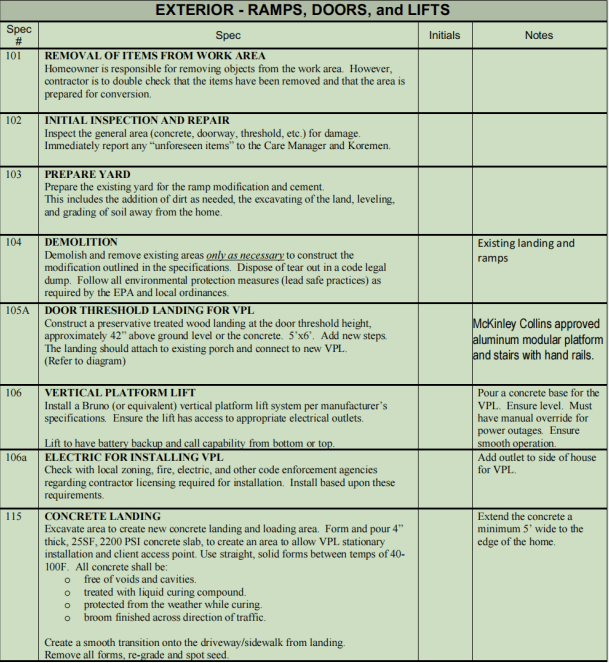 EXTERIOR - RAMPS, DOORS, and LIFTS
Spec
#
Spec
Initials
Notes
101
REMOVAL OF ITEMS FROM WORK AREA
Homeowner is responsible for removing objects from the work area.  However,
contractor is to double check that the items have been removed and that the area is
prepared for conversion.
102
INITIAL INSPECTION AND REPAIR
Inspect the general area (concrete, doorway, threshold, etc.) for damage.
Immediately report any “unforeseen items” to the Care Manager and Koremen.
103
PREPARE YARD
Prepare the existing yard for the ramp modification and cement.
This includes the addition of dirt as needed, the excavating of the land, leveling,
and grading of soil away from the home.
104
DEMOLITION
Demolish and remove existing areas only as necessary to construct the
modification outlined in the specifications.  Dispose of tear out in a code legal
dump.  Follow all environmental protection measures (lead safe practices) as
required by the EPA and local ordinances.
Existing landing and
ramps
105A
DOOR THRESHOLD LANDING FOR VPL
Construct a preservative treated wood landing at the door threshold height,
approximately 42” above ground level or the concrete.  5’x6’.  Add new steps.
The landing should attach to existing porch and connect to new VPL.
(Refer to diagram)
McKinley Collins approved
aluminum modular platform
and stairs with hand rails.
106
VERTICAL PLATFORM LIFT
Install a Bruno (or equivalent) vertical platform lift system per manufacturer’s
specifications.  Ensure the lift has access to appropriate electrical outlets.
Lift to have battery backup and call capability from bottom or top.
Pour a concrete base for the
VPL.  Ensure level.  Must
have manual override for
power outages.  Ensure
smooth operation.
106a
ELECTRIC FOR INSTALLING VPL
Check with local zoning, fire, electric, and other code enforcement agencies
regarding contractor licensing required for installation.  Install based upon these
requirements.
Add outlet to side of house
for VPL.
115
CONCRETE LANDING
Excavate area to create new concrete landing and loading area.  Form and pour 4”
thick, 25SF, 2200 PSI concrete slab, to create an area to allow VPL stationary
installation and client access point. Use straight, solid forms between temps of 40-
100F.  All concrete shall be:
o free of voids and cavities.
o treated with liquid curing compound.
o protected from the weather while curing.
o broom finished across direction of traffic.
Create a smooth transition onto the driveway/sidewalk from landing.
Remove all forms, re-grade and spot seed.
Extend the concrete a
minimum 5’ wide to the
edge of the home.